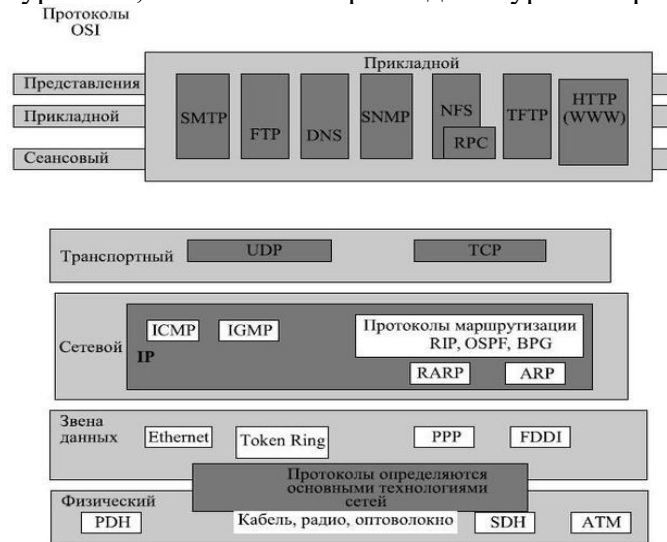 Протоколы
OSI
Прикладной
Представления
Прикладной
Сеансовый
SMTP
FTP
DNS
SNMP
NFS
RPC
TFTP
HTTP
(WWW)
Транспортный
UDP
TCP
Сетевой
ICMP
IGMP
IP
Протоколы маршрутизации
RIP, OSPF, BPG
RARP
ARP
Звена
данных
Ethernet
Token Ring
PPP
FDDI
Протоколы определяются
основными технологиями
сетей
Физический
PDH
Кабель, радио, оптоволокно
SDH
ATM